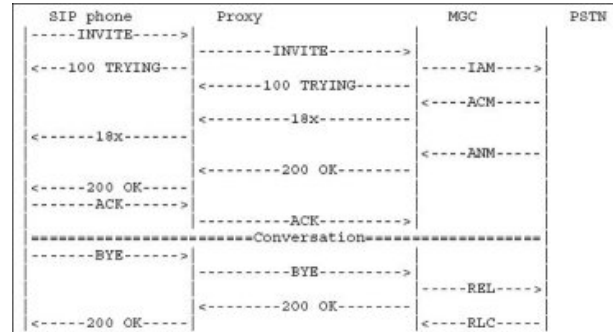 SIP phone Proxy MGC PSTN
|-----INVITE----->| | | |
| |--------INVITE-------->| |
|<---100 TRYING---| |-----IAM---->|
| |<------100 TRYING------| |
| | |<----ACM-----|
| |<---------18x----------| |
|<------18x-------| | |
| | |<----ANM-----|
| |<-------200 OK---------| |
|<-----200 OK-----| | |
|-------ACK------>| | |
| |----------ACK--------->| |
|========================Conversation===================|
|-------BYE------>| | |
| |----------BYE--------->| |
| | |-----REL---->|
| |<-------200 OK---------| |
|<-----200 OK-----| |<----RLC-----|